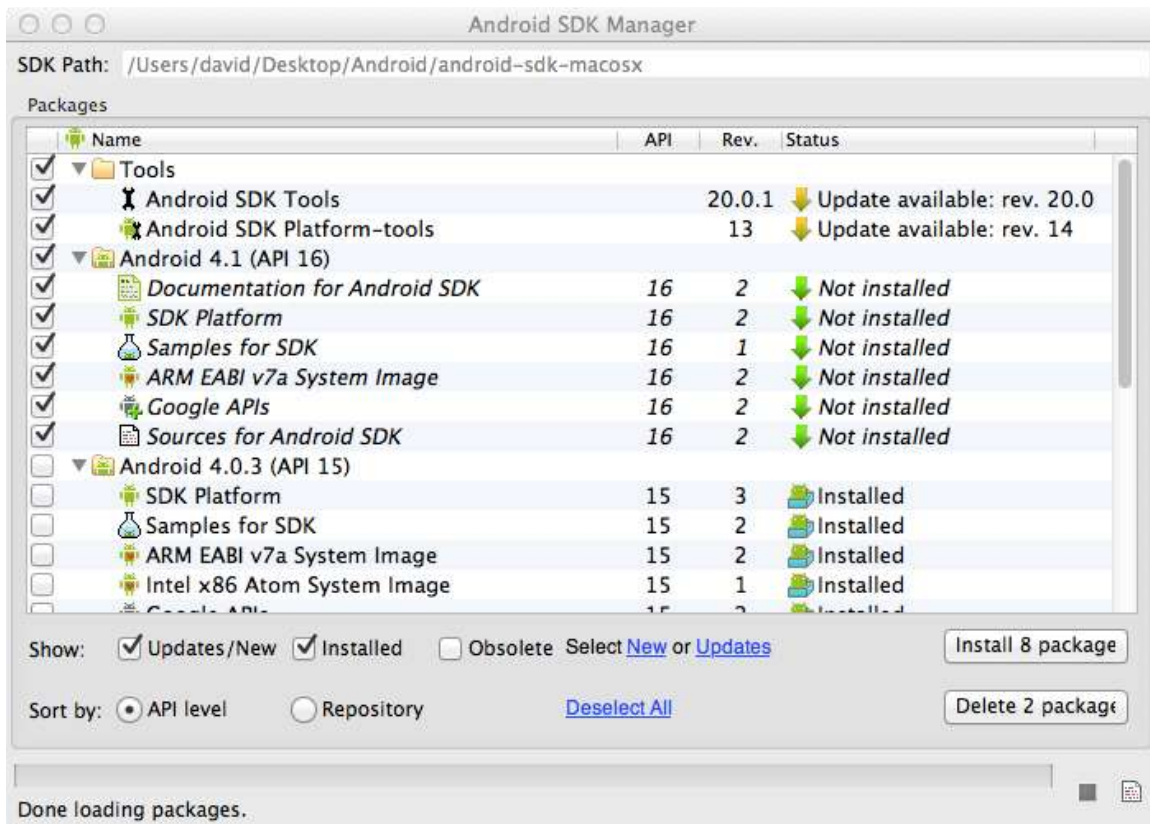 Android SDK Manager
SDK Path: /Users/david/Desktop/Android/android-sdk-macosx
Packages
Name API Rev. Status
Tools
Android SDK Tools 20.0.1 Update available: rev. 20.0
Android SDK Platform-tools 13 Update available: rev. 14
Android 4.1 (API 16)
Documentation for Android SDK 16 2 Not installed
SDK Platform 16 2 Not installed
Samples for SDK 16 1 Not installed
ARM EABI v7a System Image 16 2 Not installed
Google APIs 16 2 Not installed
Sources for Android SDK 16 2 Not installed
Android 4.0.3 (API 15)
SDK Platform 15 3 Installed
Samples for SDK 15 2 Installed
ARM EABI v7a System Image 15 2 Installed
Intel x86 Atom System Image 15 1 Installed
Show: Updates/New Installed Obsolete Select New or Updates Install 8 package
Sort by: API level Repository Deselect All Delete 2 package
Done loading packages.